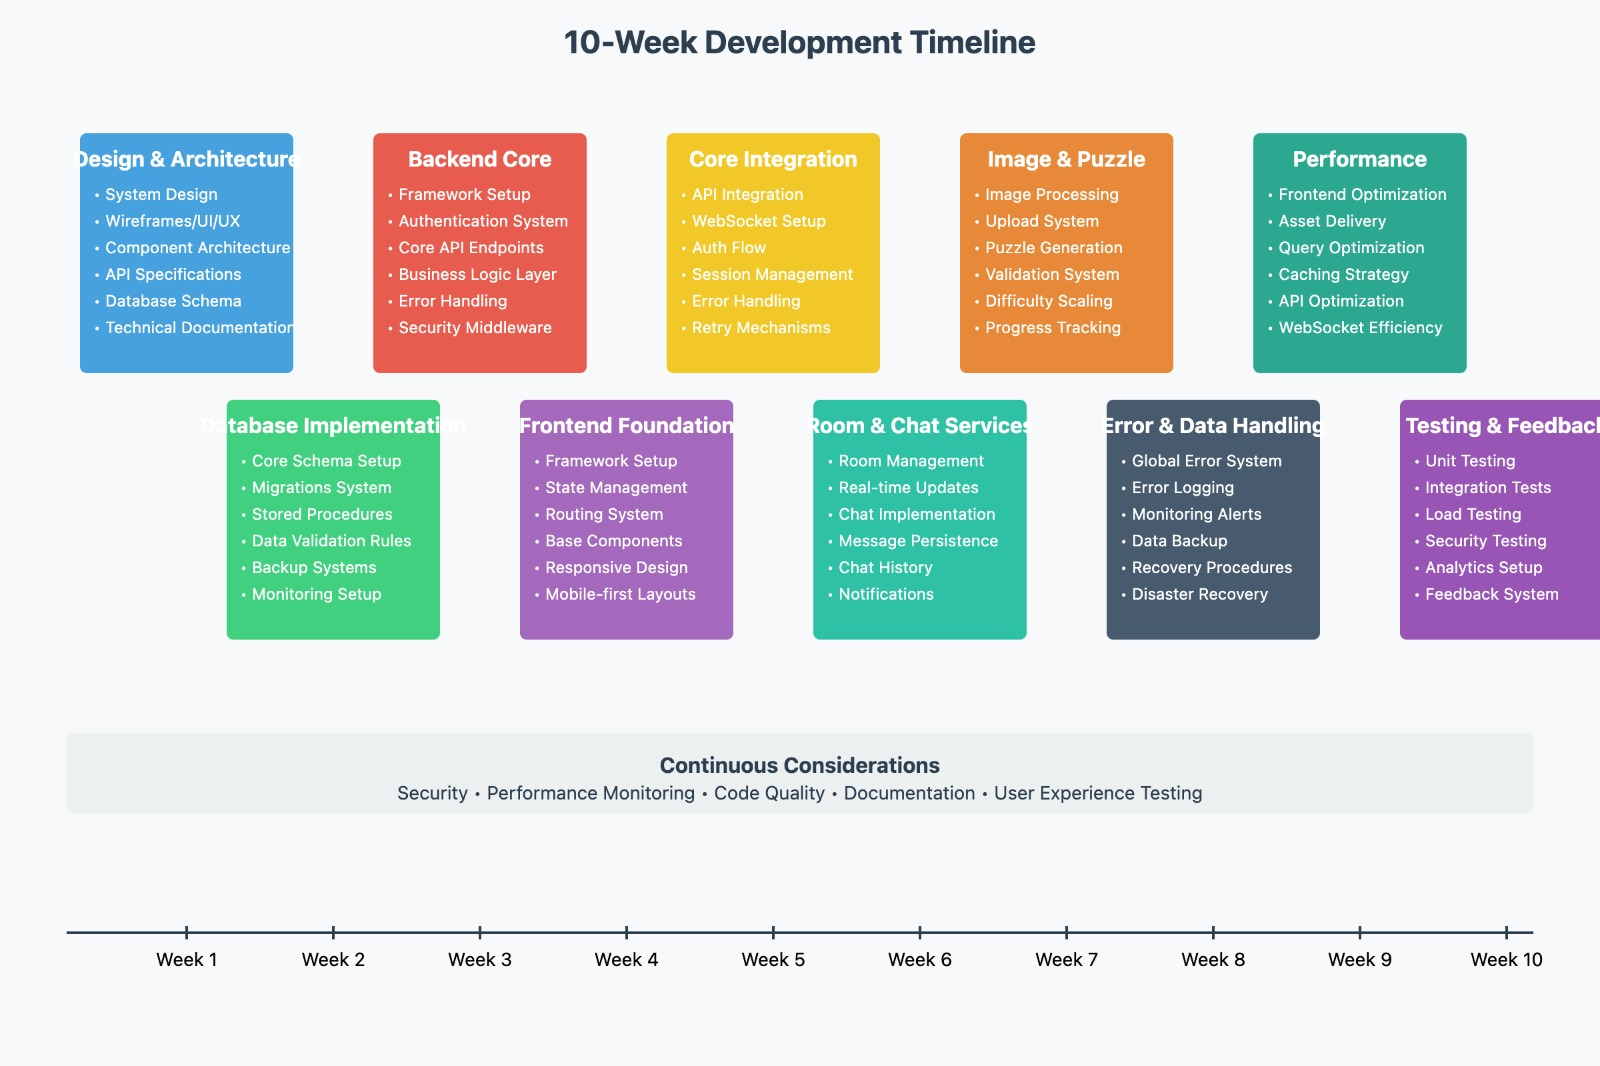 10-Week Development Timeline
Design & Architecture
• System Design
• Wireframes/UI/UX
• Component Architecture
• API Specifications
• Database Schema
• Technical Documentation
Backend Core
• Framework Setup
• Authentication System
• Core API Endpoints
• Business Logic Layer
• Error Handling
• Security Middleware
Core Integration
• API Integration
• WebSocket Setup
• Auth Flow
• Session Management
• Error Handling
• Retry Mechanisms
Image & Puzzle
• Image Processing
• Upload System
• Puzzle Generation
• Validation System
• Difficulty Scaling
• Progress Tracking
Performance
• Frontend Optimization
• Asset Delivery
• Query Optimization
• Caching Strategy
• API Optimization
• WebSocket Efficiency
Database Implementation
• Core Schema Setup
• Migrations System
• Stored Procedures
• Data Validation Rules
• Backup Systems
• Monitoring Setup
Frontend Foundation
• Framework Setup
• State Management
• Routing System
• Base Components
• Responsive Design
• Mobile-first Layouts
Room & Chat Services
• Room Management
• Real-time Updates
• Chat Implementation
• Message Persistence
• Chat History
• Notifications
Error & Data Handling
• Global Error System
• Error Logging
• Monitoring Alerts
• Data Backup
• Recovery Procedures
• Disaster Recovery
Testing & Feedback
• Unit Testing
• Integration Tests
• Load Testing
• Security Testing
• Analytics Setup
• Feedback System
Continuous Considerations
Security • Performance Monitoring • Code Quality • Documentation • User Experience Testing
Week 1
Week 2
Week 3
Week 4
Week 5
Week 6
Week 7
Week 8
Week 9
Week 10